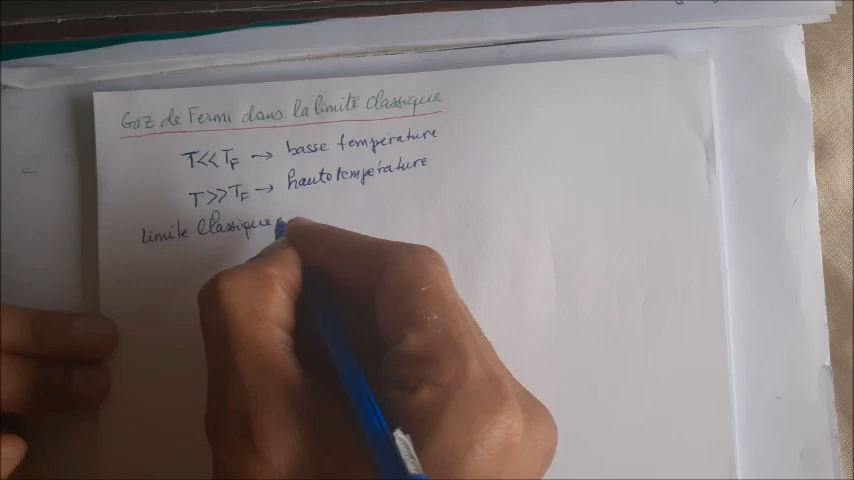 Gaz de Fermi dans la limite classique
T<<T_F → basse température
T>>T_F → haute température
Limite Classique